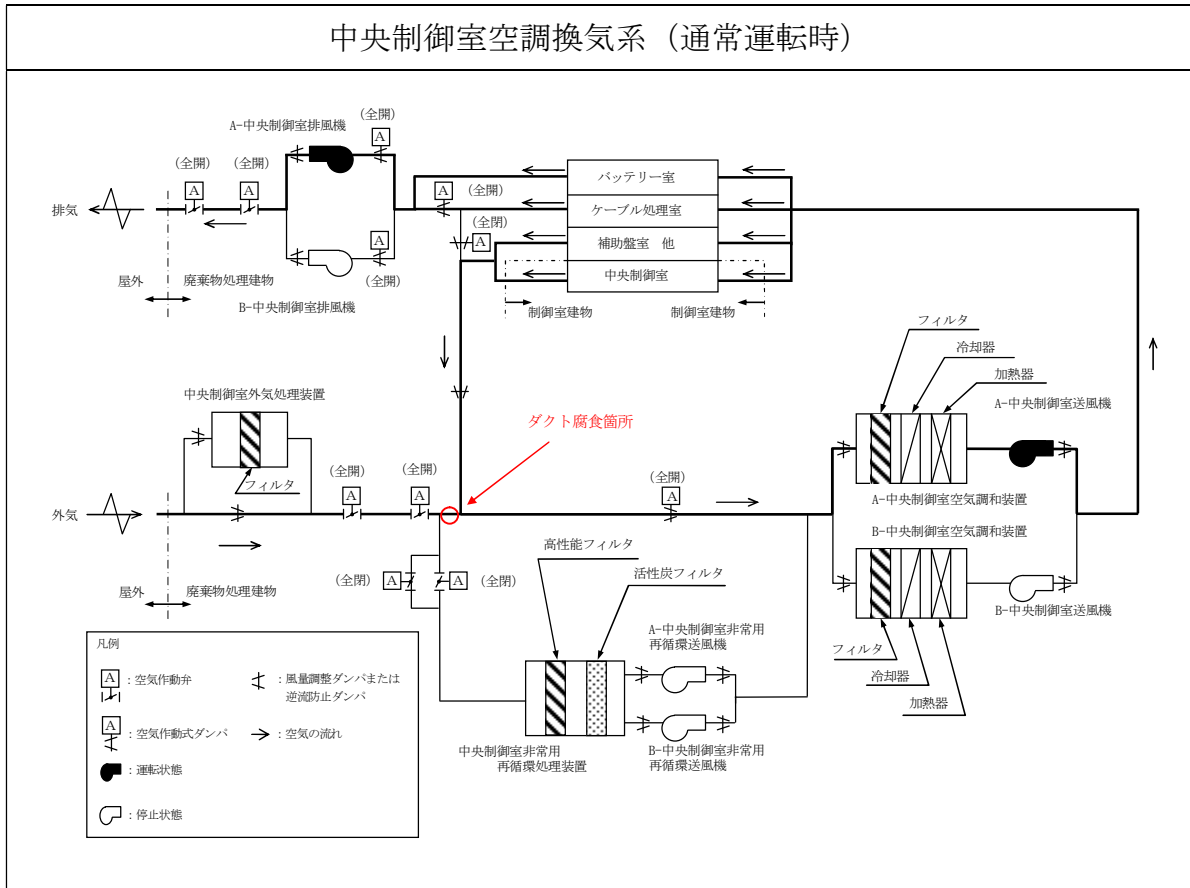 中央制御室空調換気系（通常運転時）
(全開)
A-中央制御室排風機
A
(全開)
(全開)
A
A
排気
屋外
廃棄物処理建物
A
(全開)
B-中央制御室排風機
A
(全開)
(全閉)
A
バッテリー室
ケーブル処理室
補助盤室　他
中央制御室
制御室建物
制御室建物
フィルタ
冷却器
加熱器
A-中央制御室送風機
A-中央制御室空気調和装置
B-中央制御室空気調和装置
B-中央制御室送風機
フィルタ
冷却器
加熱器
中央制御室外気処理装置
フィルタ
ダクト腐食箇所
(全開)
A
(全開)
A
(全開)
A
外気
屋外
廃棄物処理建物
(全閉)
A
A
(全閉)
高性能フィルタ
活性炭フィルタ
A-中央制御室非常用
再循環送風機
B-中央制御室非常用
再循環送風機
中央制御室非常用
再循環処理装置
凡例
A
：空気作動弁
：風量調整ダンパまたは
逆流防止ダンパ
A
：空気作動式ダンパ
：空気の流れ
：運転状態
：停止状態